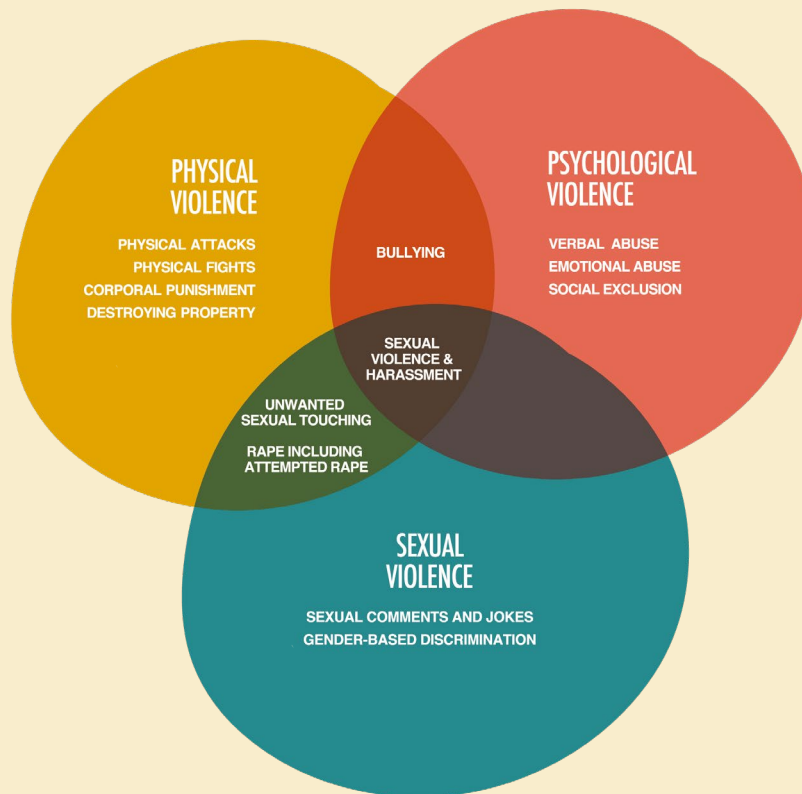 PHYSICAL
VIOLENCE
PHYSICAL ATTACKS
PHYSICAL FIGHTS
CORPORAL PUNISHMENT
DESTROYING PROPERTY
BULLYING
PSYCHOLOGICAL
VIOLENCE
VERBAL ABUSE
EMOTIONAL ABUSE
SOCIAL EXCLUSION
SEXUAL
VIOLENCE &
HARASSMENT
UNWANTED
SEXUAL TOUCHING
RAPE INCLUDING
ATTEMPTED RAPE
SEXUAL
VIOLENCE
SEXUAL COMMENTS AND JOKES
GENDER-BASED DISCRIMINATION